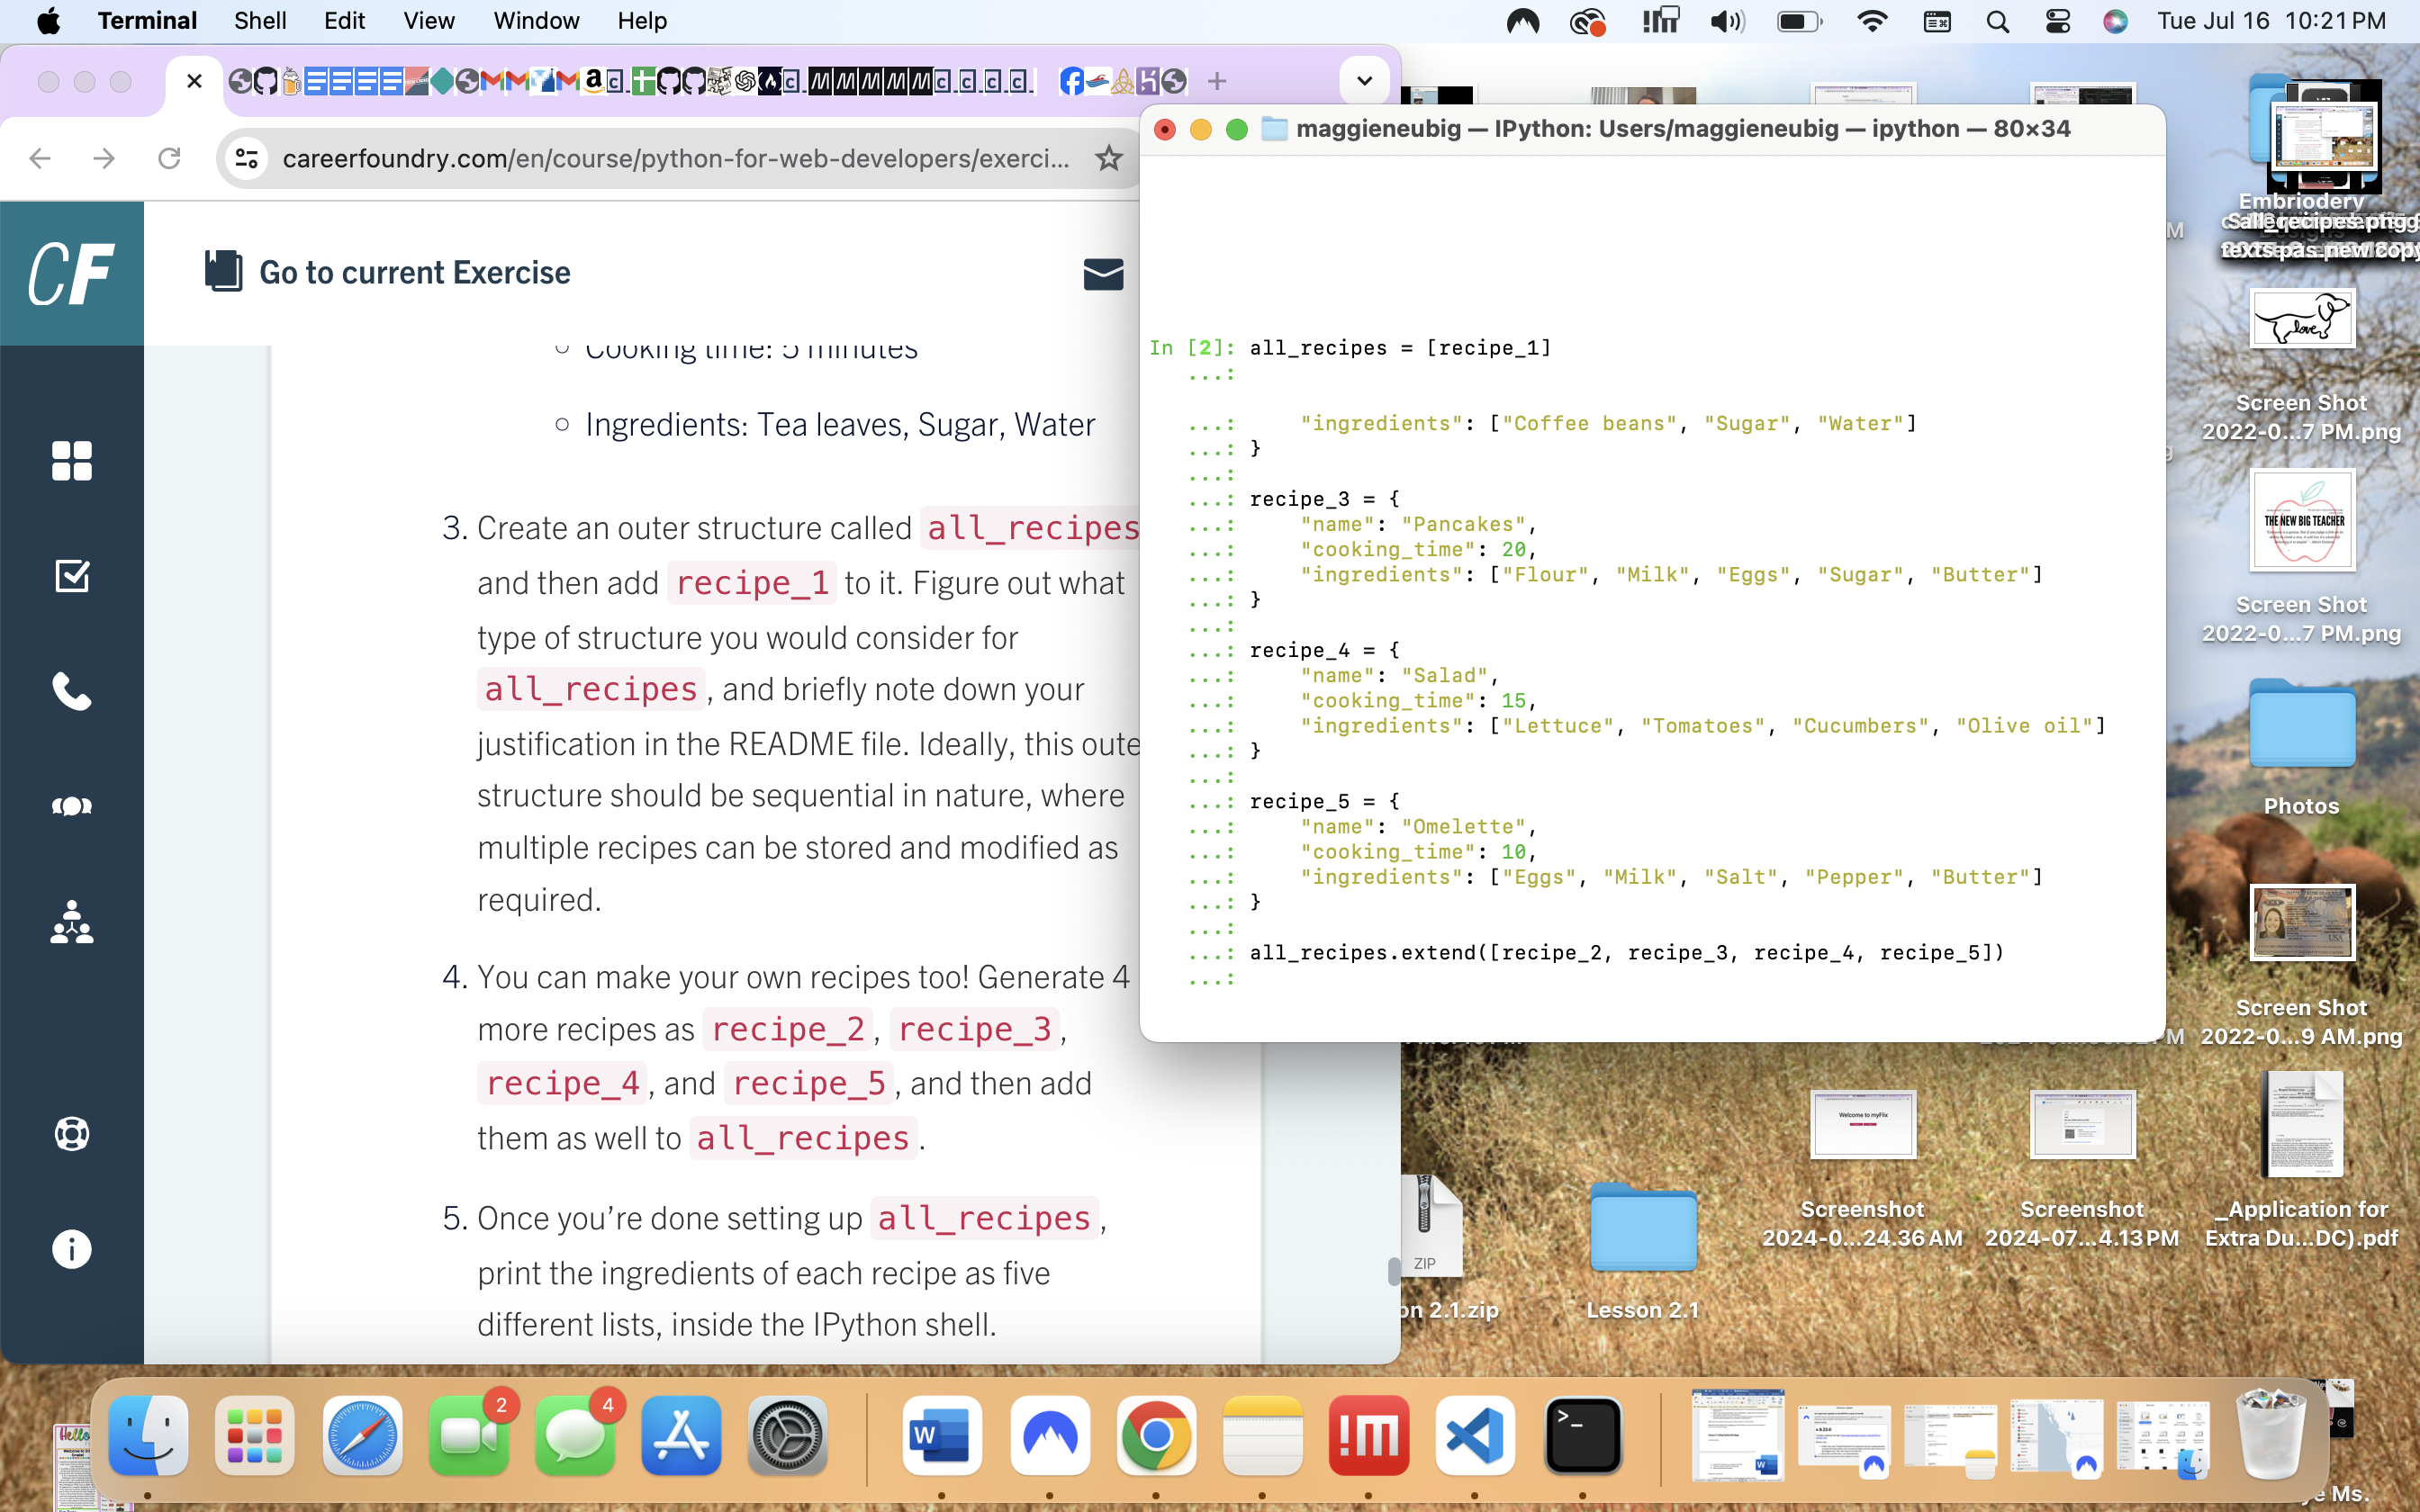 Terminal Shell Edit View Window Help
Tue Jul 16 10:21 PM
careerfoundry.com/en/course/python-for-web-developers/exerci...
CF
Go to current Exercise
Cooking time: 5 minutes
Ingredients: Tea leaves, Sugar, Water
3. Create an outer structure called all_recipes
and then add recipe_1 to it. Figure out what
type of structure you would consider for
all_recipes, and briefly note down your
justification in the README file. Ideally, this oute
structure should be sequential in nature, where
multiple recipes can be stored and modified as
required.
4. You can make your own recipes too! Generate 4
more recipes as recipe_2, recipe_3,
recipe_4, and recipe_5, and then add
them as well to all_recipes.
5. Once you’re done setting up all_recipes,
print the ingredients of each recipe as five
different lists, inside the IPython shell.
maggieneubig — IPython: Users/maggieneubig — ipython — 80×34
In [2]: all_recipes = [recipe_1]
...:
...:     "ingredients": ["Coffee beans", "Sugar", "Water"]
...: }
...:
...: recipe_3 = {
...:     "name": "Pancakes",
...:     "cooking_time": 20,
...:     "ingredients": ["Flour", "Milk", "Eggs", "Sugar", "Butter"]
...: }
...:
...: recipe_4 = {
...:     "name": "Salad",
...:     "cooking_time": 15,
...:     "ingredients": ["Lettuce", "Tomatoes", "Cucumbers", "Olive oil"]
...: }
...:
...: recipe_5 = {
...:     "name": "Omelette",
...:     "cooking_time": 10,
...:     "ingredients": ["Eggs", "Milk", "Salt", "Pepper", "Butter"]
...: }
...:
...: all_recipes.extend([recipe_2, recipe_3, recipe_4, recipe_5])
...:
Embriodery
love
Screen Shot
2022-0...7 PM.png
THE NEW BIG TEACHER
Screen Shot
2022-0...7 PM.png
Photos
USA
Screen Shot
2022-0...9 AM.png
Welcome to myFlix
Screenshot
2024-0...24.36 AM
Screenshot
2024-07...4.13 PM
_Application for
Extra Du...DC).pdf
ZIP
on 2.1.zip
Lesson 2.1
2
4
W
Hello
Ms.